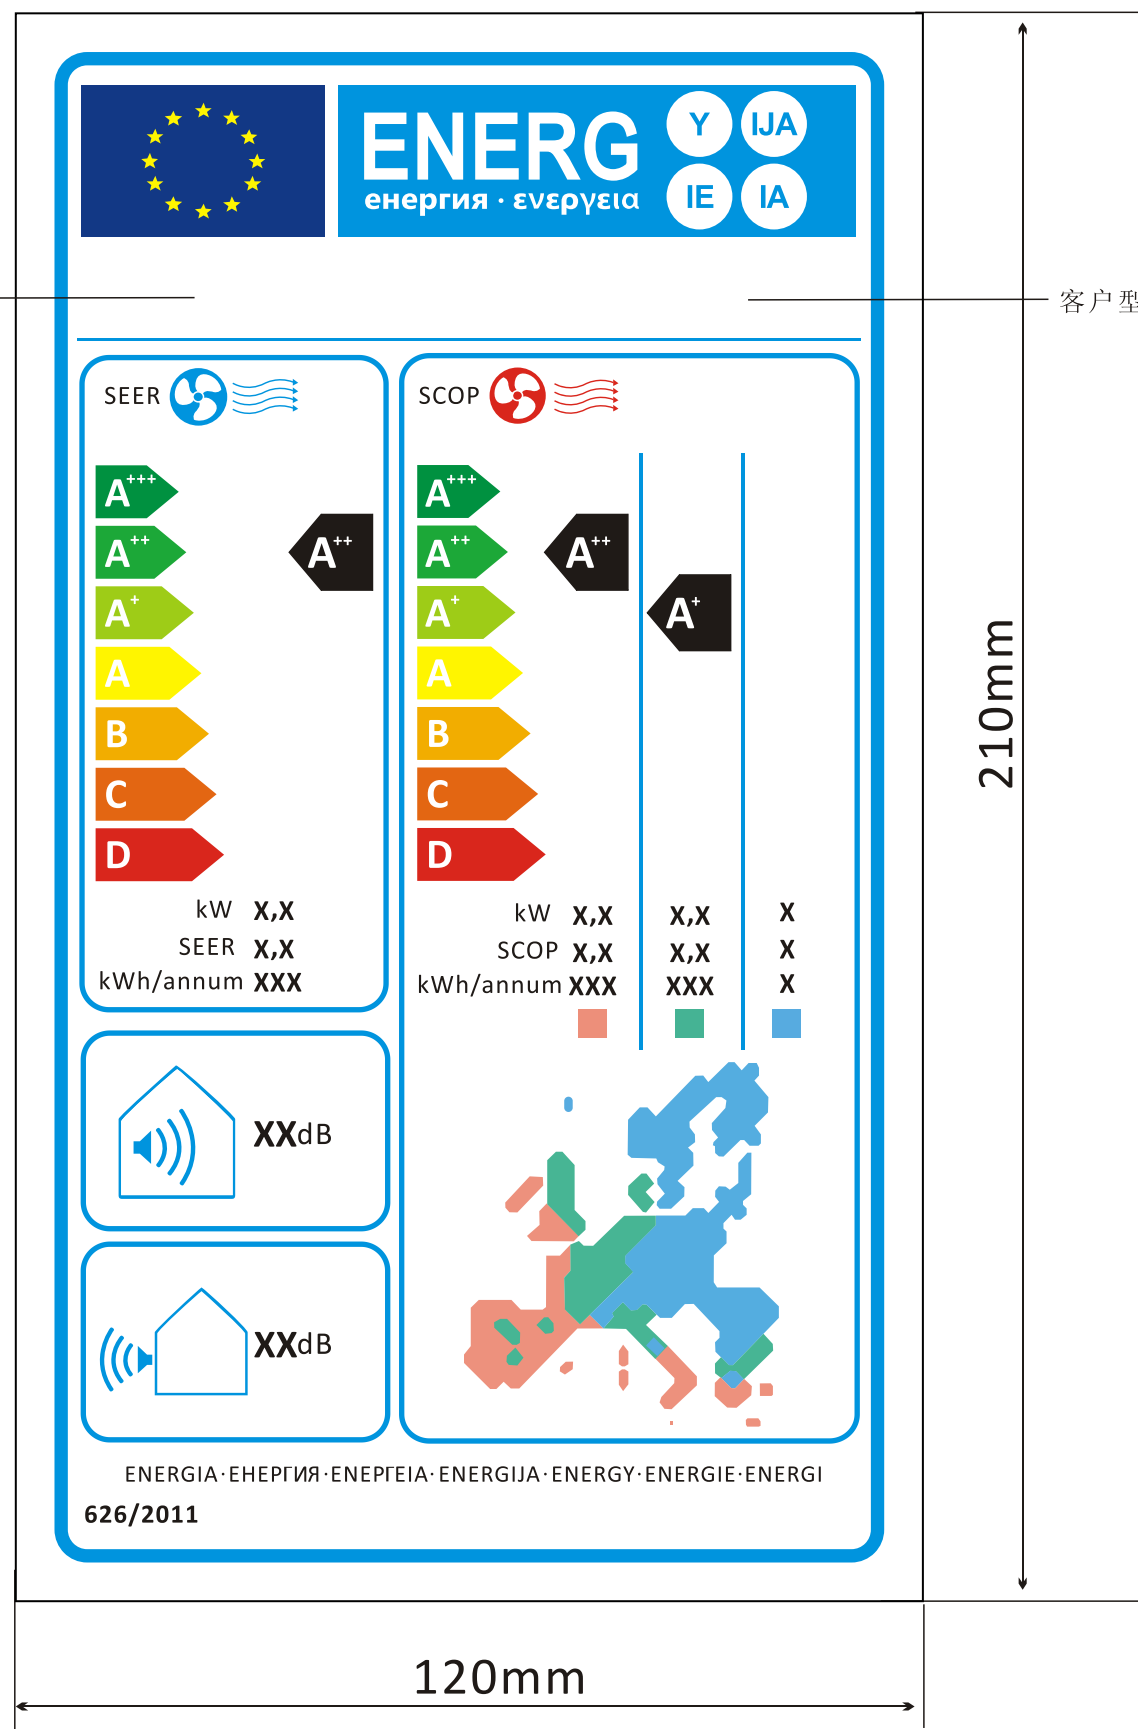 ENERG Y IJA
енергия · ενεργεια IE IA
客户型
SEER
SCOP
A+++
A++
A+
A
B
C
D
A++
kW X,X
SEER X,X
kWh/annum XXX
A+++
A++
A+
A
B
C
D
A++
A+
kW X,X X,X X
SCOP X,X X,X X
kWh/annum XXX XXX X
XXdB
XXdB
ENERGIA·ЕНЕРГИЯ·ΕΝΕΡΓΕΙΑ·ENERGIJA·ENERGY·ENERGIE·ENERGI
626/2011
210mm
120mm